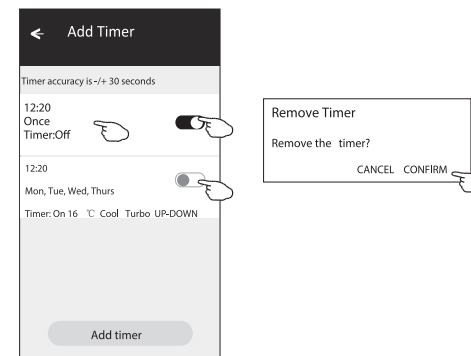 Add Timer
Timer accuracy is -/+ 30 seconds
12:20
Once
Timer:Off
12:20
Mon, Tue, Wed, Thurs
Timer: On 16 ℃ Cool Turbo UP-DOWN
Add timer
Remove Timer
Remove the timer?
CANCEL CONFIRM